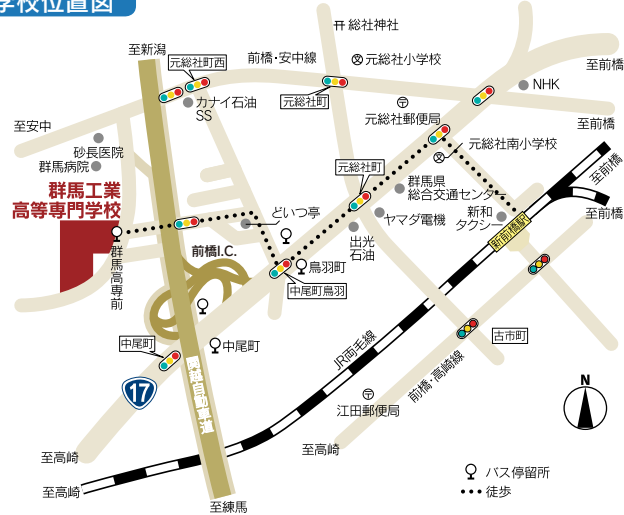 学校位置図
至新潟
元総社町西
前橋・安中線
元総社神社
元総社小学校
至前橋
NHK
カナイ石油
SS
元総社町
元総社郵便局
至前橋
至安中
砂長医院
群馬病院
元総社南小学校
至前橋
元総社町
群馬県
総合交通センター
群馬工業
高等専門学校
どいつ亭
ヤマダ電機
新和
タクシー
至前橋
新前橋駅
群馬高専前
前橋I.C.
出光
石油
鳥羽町
中尾町鳥羽
中尾町
中尾町
古市町
JR両毛線
前橋・高崎線
17
関越自動車道
江田郵便局
N
至高崎
至高崎
至高崎
至練馬
バス停留所
徒歩